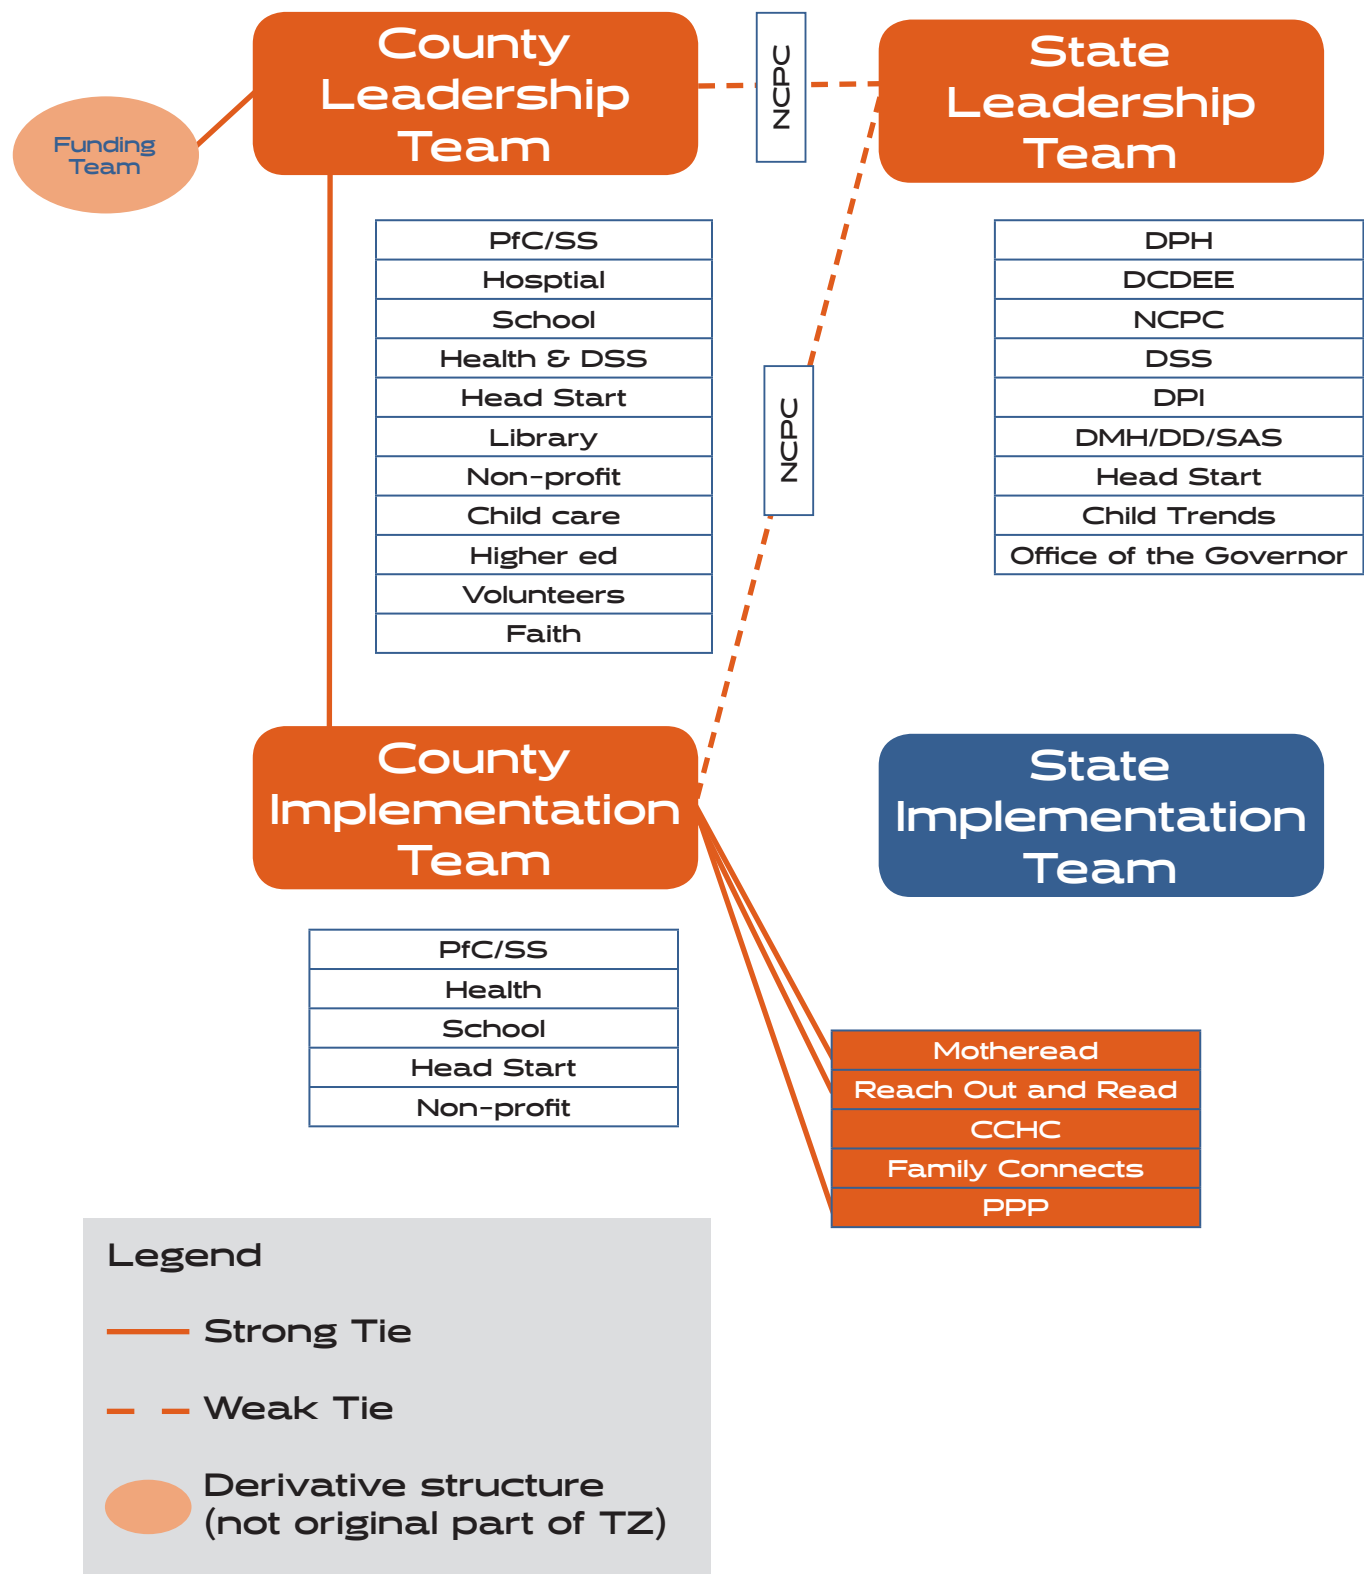 County
Leadership
Team
NCPC
State
Leadership
Team
Funding
Team
PfC/SS
Hosptial
School
Health & DSS
Head Start
Library
Non-profit
Child care
Higher ed
Volunteers
Faith
NCPC
DPH
DCDEE
NCPC
DSS
DPI
DMH/DD/SAS
Head Start
Child Trends
Office of the Governor
County
Implementation
Team
State
Implementation
Team
PfC/SS
Health
School
Head Start
Non-profit
Motheread
Reach Out and Read
CCHC
Family Connects
PPP
Legend
Strong Tie
Weak Tie
Derivative structure
(not original part of TZ)